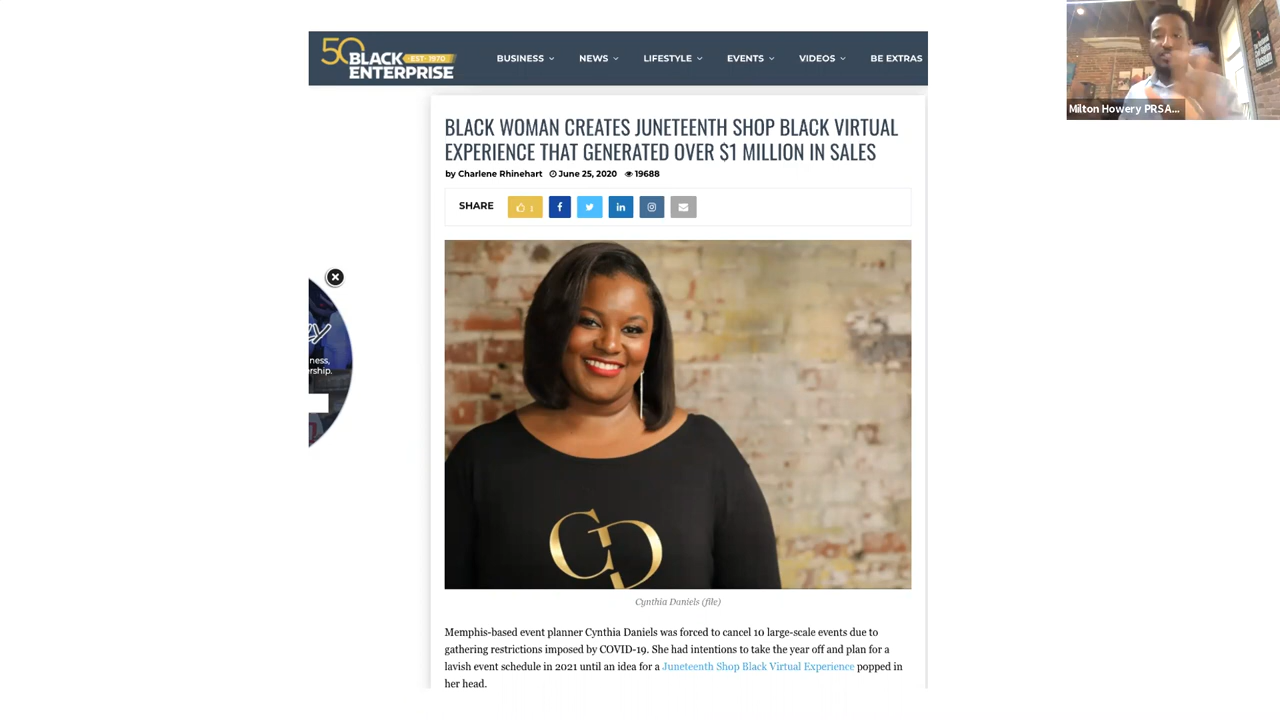 50 BLACK EST· 1970
ENTERPRISE
BUSINESS NEWS LIFESTYLE EVENTS VIDEOS BE EXTRAS
BLACK WOMAN CREATES JUNETEENTH SHOP BLACK VIRTUAL
EXPERIENCE THAT GENERATED OVER $1 MILLION IN SALES
by Charlene Rhinehart June 25, 2020 19688
SHARE 1
ness,
rship.
CD
Cynthia Daniels (file)
Memphis-based event planner Cynthia Daniels was forced to cancel 10 large-scale events due to
gathering restrictions imposed by COVID-19. She had intentions to take the year off and plan for a
lavish event schedule in 2021 until an idea for a Juneteenth Shop Black Virtual Experience popped in
her head.
Milton Howery PRSA...